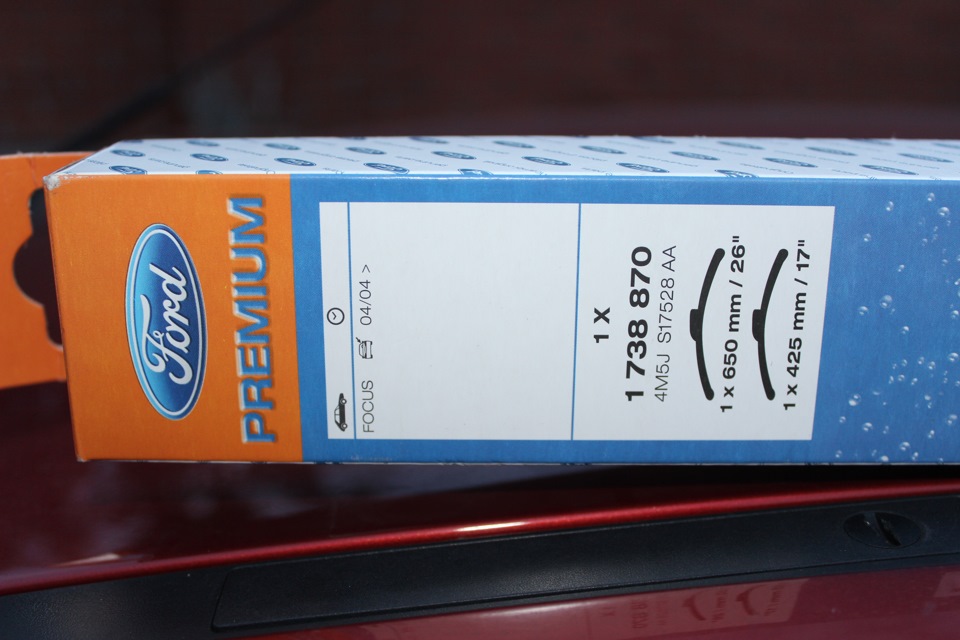 Ford
PREMIUM
FOCUS 04/04 >
1 X
1 738 870
4M5J S17528 AA
1 x 650 mm / 26"
1 x 425 mm / 17"